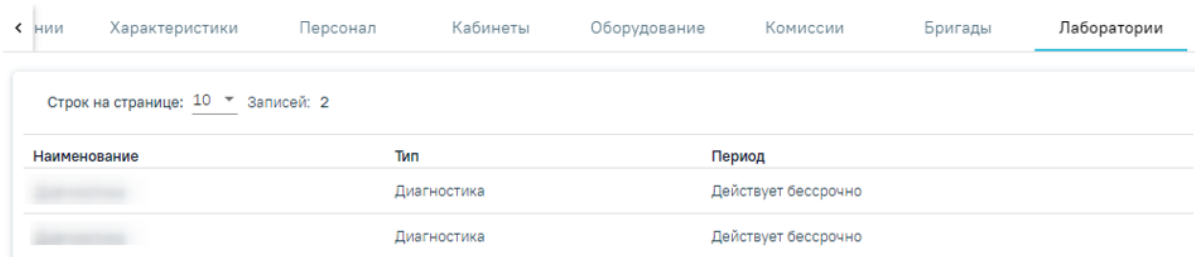 нии Характеристики Персонал Кабинеты Оборудование Комиссии Бригады Лаборатории
Строк на странице: 10 Записей: 2
Наименование Тип Период
Диагностика Действует бессрочно
Диагностика Действует бессрочно